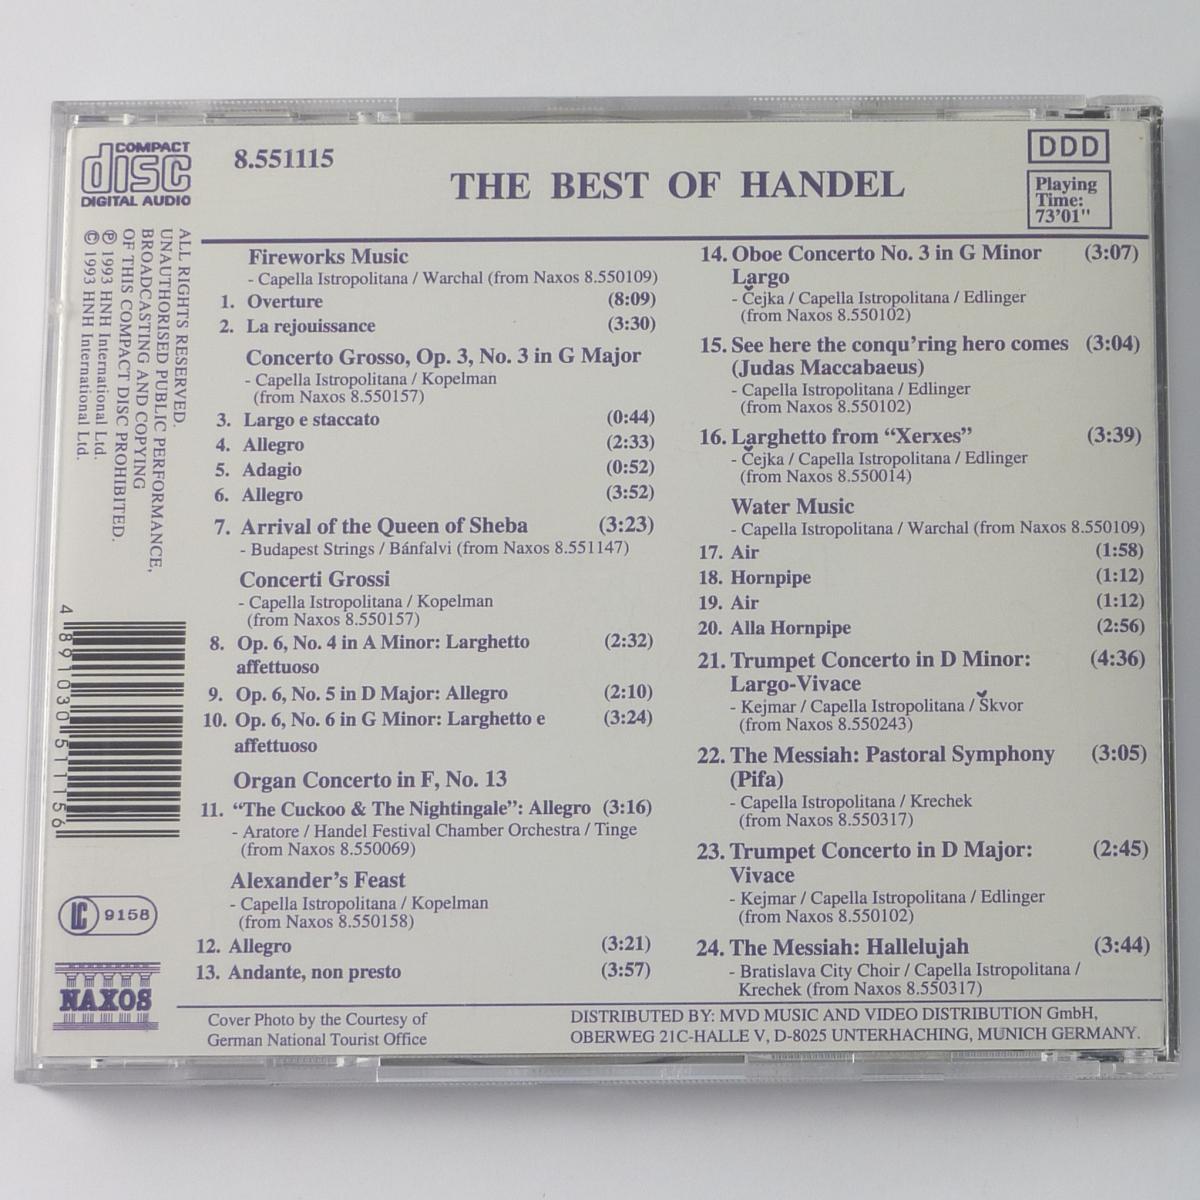 COMPACT
disc
DIGITAL AUDIO
8.551115
THE BEST OF HANDEL
DDD
Playing
Time:
73'01"
ALL RIGHTS RESERVED.
UNAUTHORISED PUBLIC PERFORMANCE,
BROADCASTING AND COPYING
OF THIS COMPACT DISC PROHIBITED.
℗ 1993 HNH International Ltd.
© 1993 HNH International Ltd.
4 891030 511156
LC 9158
NAXOS
Fireworks Music
- Capella Istropolitana / Warchal (from Naxos 8.550109)
1. Overture (8:09)
2. La rejouissance (3:30)
Concerto Grosso, Op. 3, No. 3 in G Major
- Capella Istropolitana / Kopelman
(from Naxos 8.550157)
3. Largo e staccato (0:44)
4. Allegro (2:33)
5. Adagio (0:52)
6. Allegro (3:52)
7. Arrival of the Queen of Sheba (3:23)
- Budapest Strings / Bánfalvi (from Naxos 8.551147)
Concerti Grossi
- Capella Istropolitana / Kopelman
(from Naxos 8.550157)
8. Op. 6, No. 4 in A Minor: Larghetto (2:32)
affettuoso
9. Op. 6, No. 5 in D Major: Allegro (2:10)
10. Op. 6, No. 6 in G Minor: Larghetto e (3:24)
affettuoso
Organ Concerto in F, No. 13
11. “The Cuckoo & The Nightingale”: Allegro (3:16)
- Aratore / Handel Festival Chamber Orchestra / Tinge
(from Naxos 8.550069)
Alexander's Feast
- Capella Istropolitana / Kopelman
(from Naxos 8.550158)
12. Allegro (3:21)
13. Andante, non presto (3:57)
14. Oboe Concerto No. 3 in G Minor (3:07)
Largo
- Čejka / Capella Istropolitana / Edlinger
(from Naxos 8.550102)
15. See here the conqu'ring hero comes (3:04)
(Judas Maccabaeus)
- Capella Istropolitana / Edlinger
(from Naxos 8.550102)
16. Larghetto from “Xerxes” (3:39)
- Čejka / Capella Istropolitana / Edlinger
(from Naxos 8.550014)
Water Music
- Capella Istropolitana / Warchal (from Naxos 8.550109)
17. Air (1:58)
18. Hornpipe (1:12)
19. Air (1:12)
20. Alla Hornpipe (2:56)
21. Trumpet Concerto in D Minor: (4:36)
Largo-Vivace
- Kejmar / Capella Istropolitana / Škvor
(from Naxos 8.550243)
22. The Messiah: Pastoral Symphony (3:05)
(Pifa)
- Capella Istropolitana / Krechek
(from Naxos 8.550317)
23. Trumpet Concerto in D Major: (2:45)
Vivace
- Kejmar / Capella Istropolitana / Edlinger
(from Naxos 8.550102)
24. The Messiah: Hallelujah (3:44)
- Bratislava City Choir / Capella Istropolitana /
Krechek (from Naxos 8.550317)
Cover Photo by the Courtesy of
German National Tourist Office
DISTRIBUTED BY: MVD MUSIC AND VIDEO DISTRIBUTION GmbH,
OBERWEG 21C-HALLE V, D-8025 UNTERHACHING, MUNICH GERMANY.